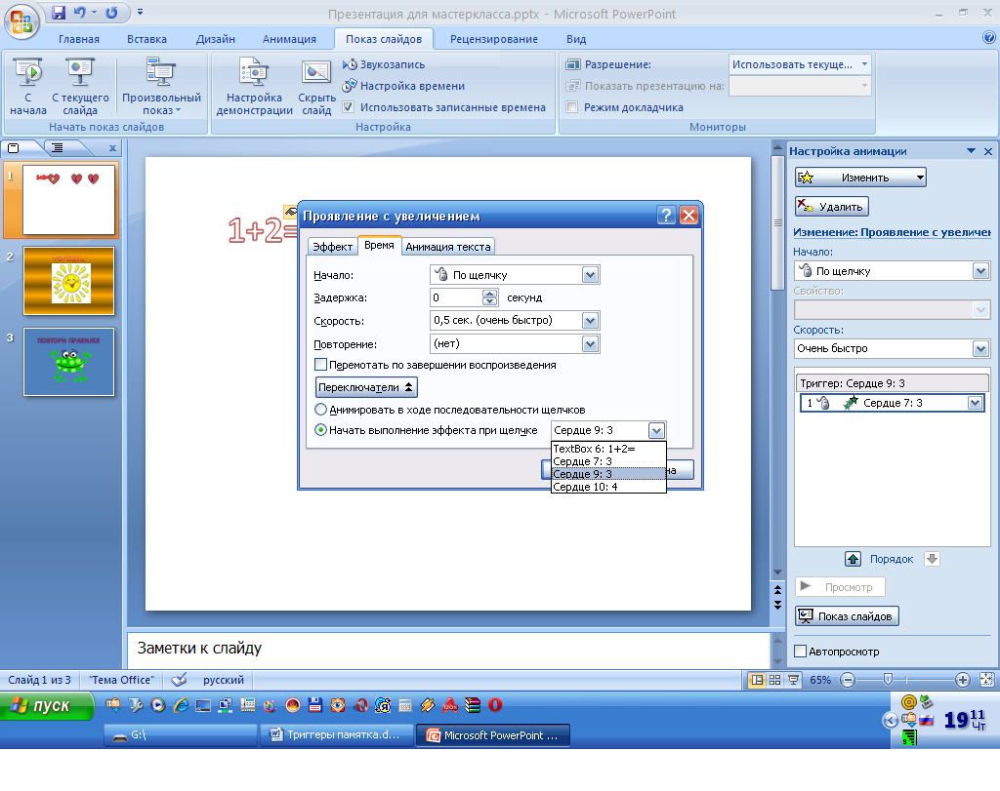 Презентация для мастеркласса.pptx - Microsoft PowerPoint
Главная Вставка Дизайн Анимация Показ слайдов Рецензирование Вид
С начала
С текущего слайда
Произвольный показ
Начать показ слайдов
Настройка демонстрации
Скрыть слайд
Звукозапись
Настройка времени
Использовать записанные времена
Настройка
Разрешение: Использовать текуще...
Показать презентацию на:
Режим докладчика
Мониторы
1
2
3
ПОВТОРИ ПРАВИЛО!
1+2=
Проявление с увеличением
Эффект Время Анимация текста
Начало: По щелчку
Задержка: 0 секунд
Скорость: 0,5 сек. (очень быстро)
Повторение: (нет)
Перемотать по завершении воспроизведения
Переключатели
Анимировать в ходе последовательности щелчков
Начать выполнение эффекта при щелчке Сердце 9: 3
TextBox 6: 1+2=
Сердце 7: 3
Сердце 9: 3
Сердце 10: 4
на
Настройка анимации
Изменить
Удалить
Изменение: Проявление с увеличен
Начало:
По щелчку
Свойство:
Скорость:
Очень быстро
Триггер: Сердце 9: 3
1 Сердце 7: 3
Порядок
Просмотр
Показ слайдов
Автопросмотр
Заметки к слайду
Слайд 1 из 3 "Тема Office" русский 65%
пуск
G:\ Триггеры памятка.d... Microsoft PowerPoint ...
19 11
Чт